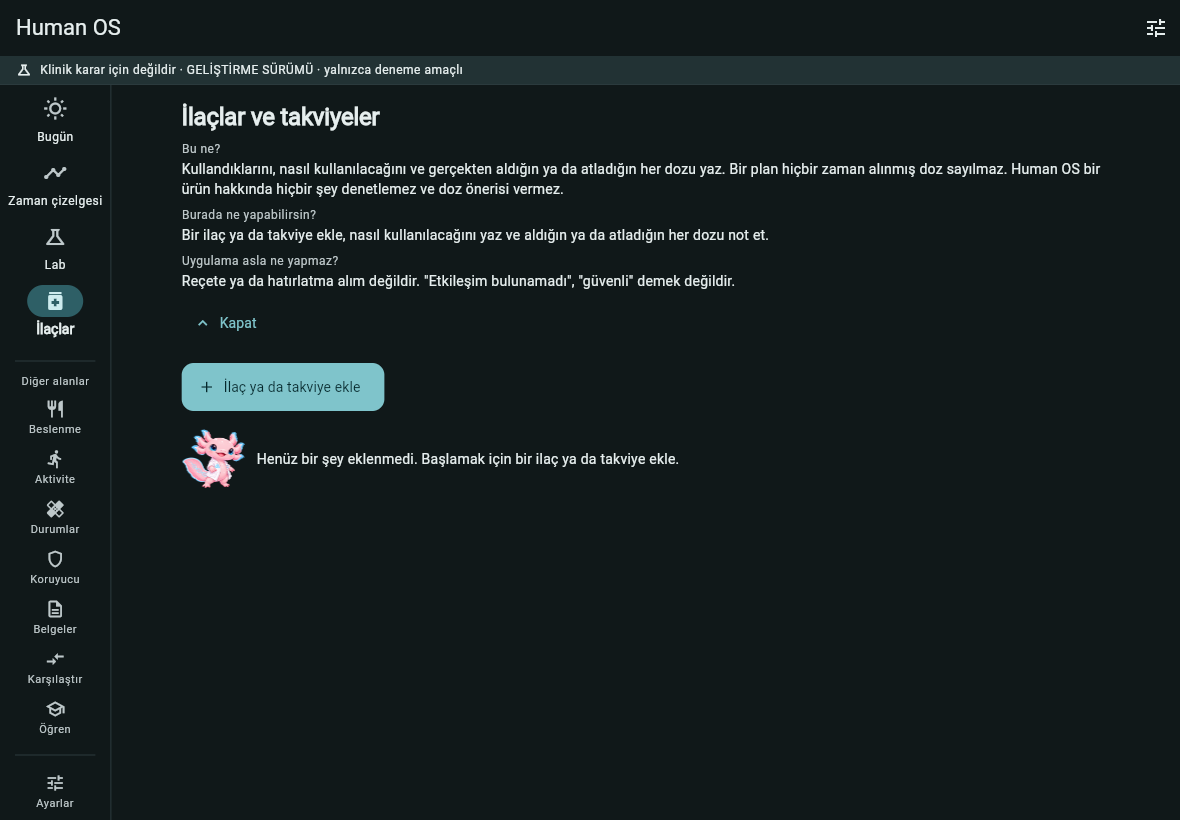 Human OS
Klinik karar için değildir · GELİŞTİRME SÜRÜMÜ · yalnızca deneme amaçlı
Bugün
Zaman çizelgesi
Lab
İlaçlar
Diğer alanlar
Beslenme
Aktivite
Durumlar
Koruyucu
Belgeler
Karşılaştır
Öğren
Ayarlar
İlaçlar ve takviyeler
Bu ne?
Kullandıklarını, nasıl kullanılacağını ve gerçekten aldığın ya da atladığın her dozu yaz. Bir plan hiçbir zaman alınmış doz sayılmaz. Human OS bir
ürün hakkında hiçbir şey denetlemez ve doz önerisi vermez.
Burada ne yapabilirsin?
Bir ilaç ya da takviye ekle, nasıl kullanılacağını yaz ve aldığın ya da atladığın her dozu not et.
Uygulama asla ne yapmaz?
Reçete ya da hatırlatma alım değildir. "Etkileşim bulunamadı", "güvenli" demek değildir.
Kapat
İlaç ya da takviye ekle
Henüz bir şey eklenmedi. Başlamak için bir ilaç ya da takviye ekle.